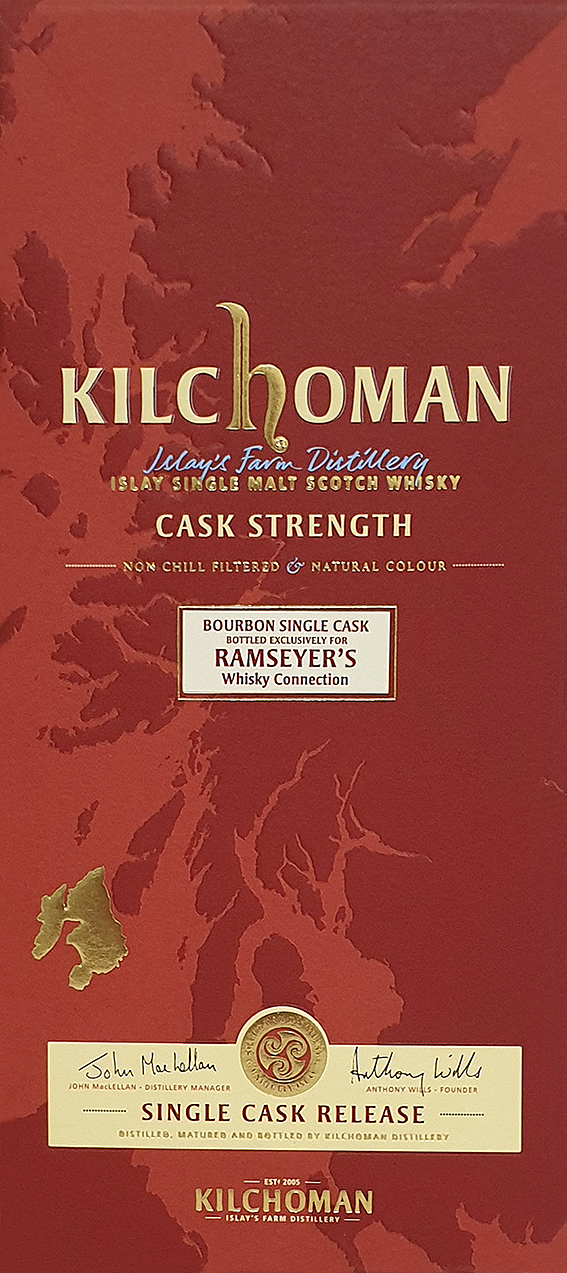 KILCHOMAN
Islay's Farm Distillery
ISLAY SINGLE MALT SCOTCH WHISKY
CASK STRENGTH
NON CHILL FILTERED & NATURAL COLOUR
BOURBON SINGLE CASK
BOTTLED EXCLUSIVELY FOR
RAMSEYER'S
Whisky Connection
John MacLellan Anthony Wills
JOHN MacLELLAN - DISTILLERY MANAGER ANTHONY WILLS - FOUNDER
SINGLE CASK RELEASE
DISTILLED, MATURED AND BOTTLED BY KILCHOMAN DISTILLERY
ESTd 2005
KILCHOMAN
ISLAY'S FARM DISTILLERY